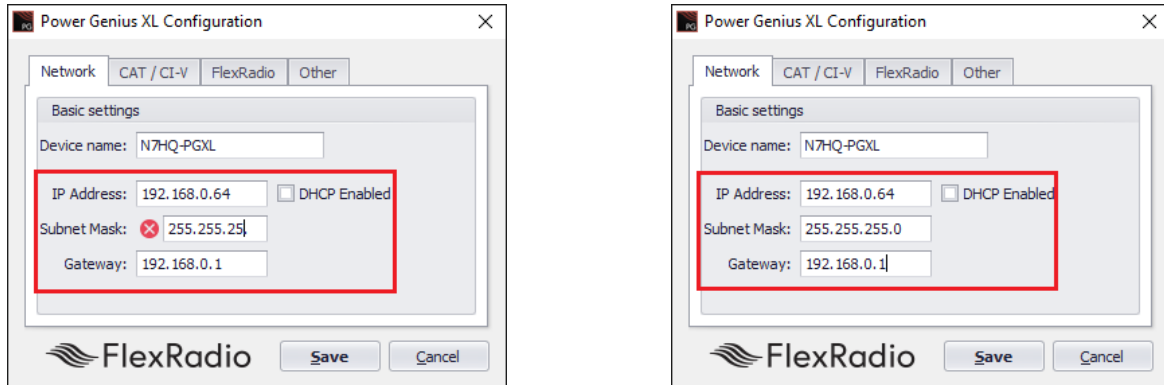 Power Genius XL Configuration
Network CAT / CI-V FlexRadio Other
Basic settings
Device name: N7HQ-PGXL
IP Address: 192.168.0.64 DHCP Enabled
Subnet Mask: 255.255.25
Gateway: 192.168.0.1
FlexRadio Save Cancel
Power Genius XL Configuration
Network CAT / CI-V FlexRadio Other
Basic settings
Device name: N7HQ-PGXL
IP Address: 192.168.0.64 DHCP Enabled
Subnet Mask: 255.255.255.0
Gateway: 192.168.0.1
FlexRadio Save Cancel